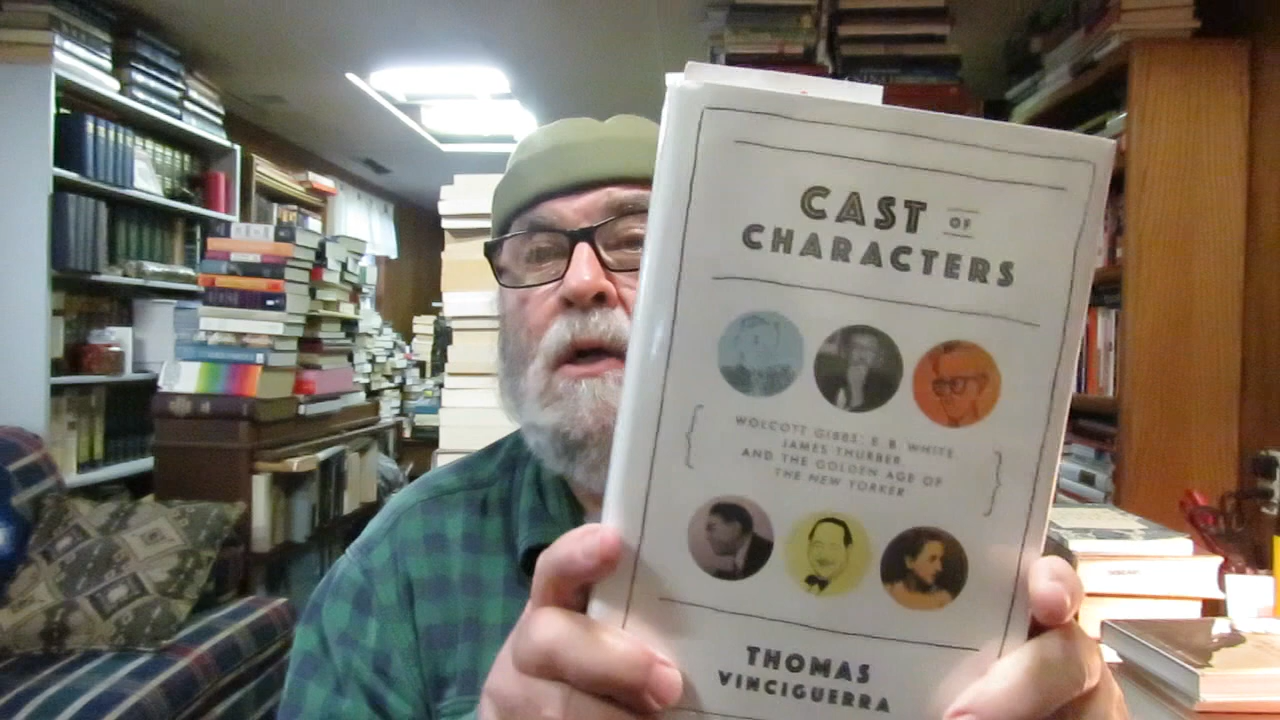 CAST OF
CHARACTERS
WOLCOTT GIBBS, E. B. WHITE,
JAMES THURBER,
AND THE GOLDEN AGE OF
THE NEW YORKER
THOMAS
VINCIGUERRA